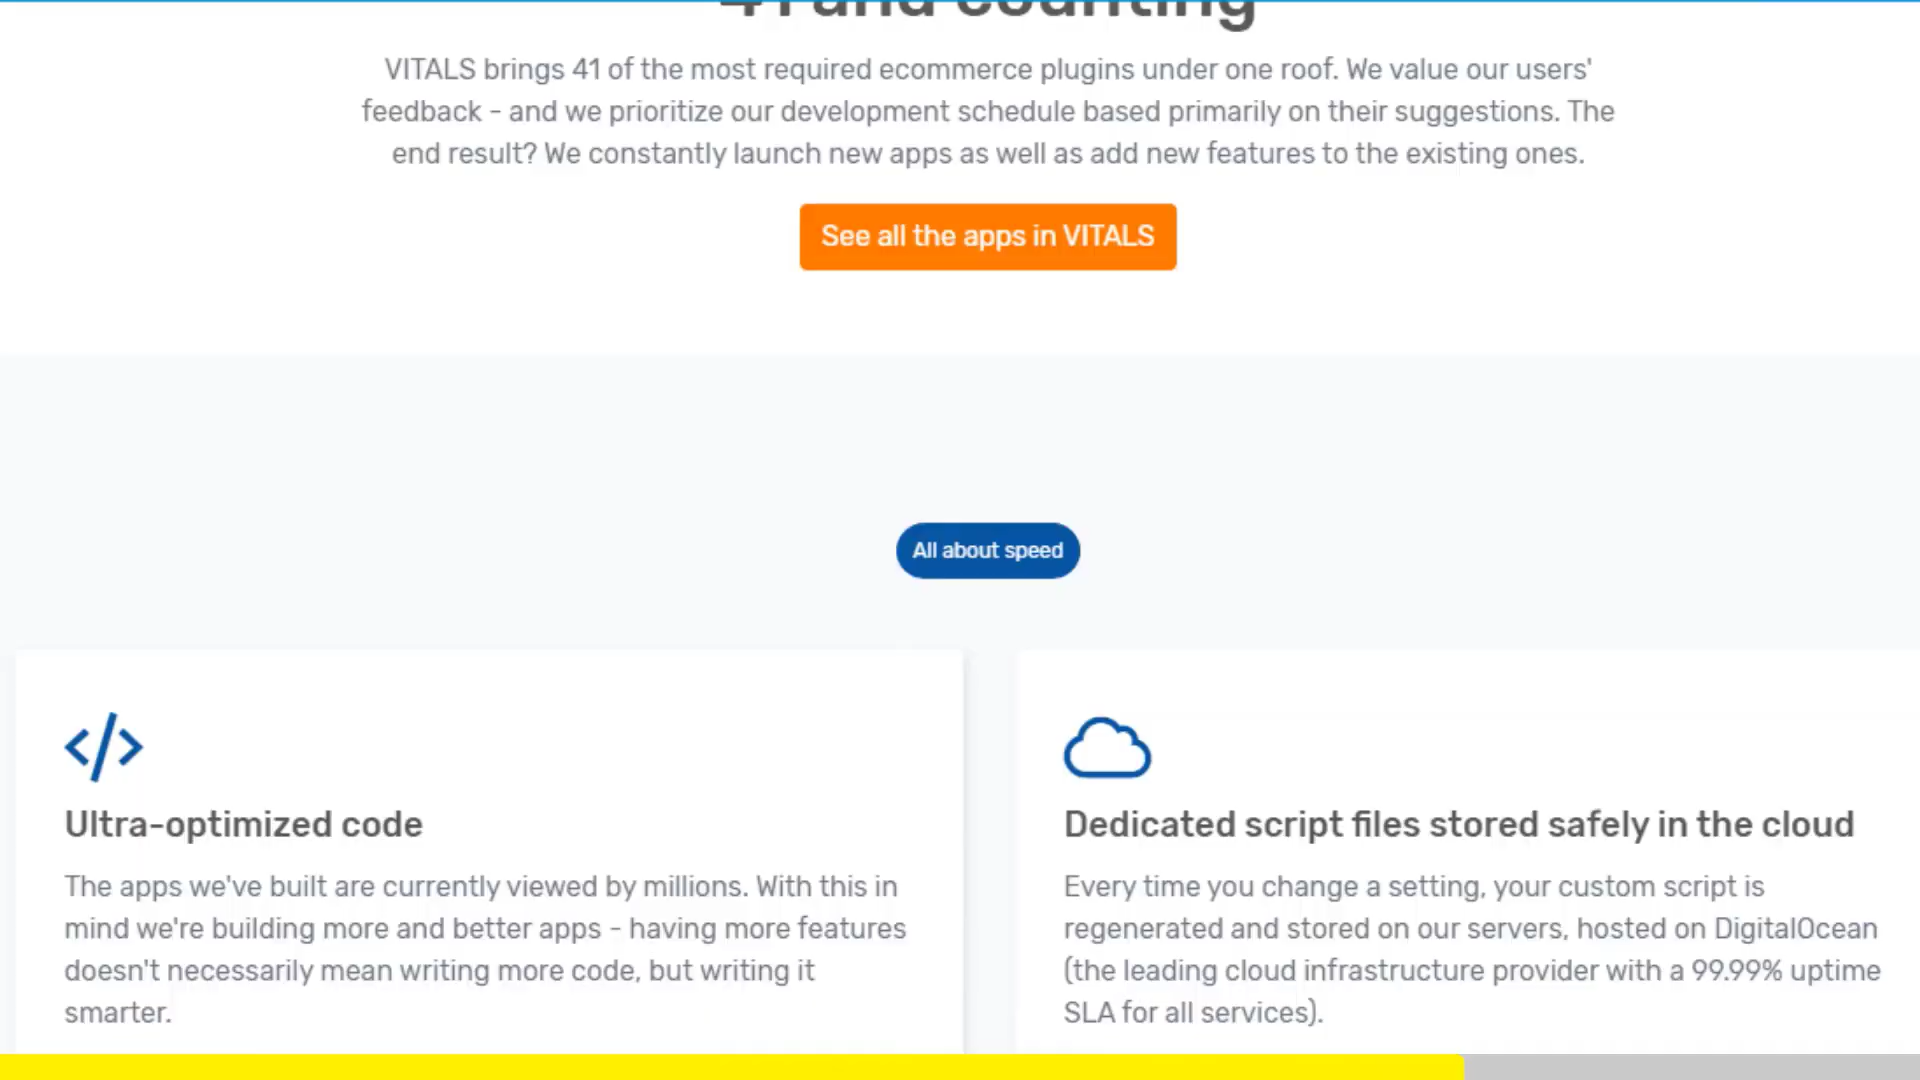 41 and counting
VITALS brings 41 of the most required ecommerce plugins under one roof. We value our users'
feedback - and we prioritize our development schedule based primarily on their suggestions. The
end result? We constantly launch new apps as well as add new features to the existing ones.
See all the apps in VITALS
All about speed
Ultra-optimized code
The apps we've built are currently viewed by millions. With this in
mind we're building more and better apps - having more features
doesn't necessarily mean writing more code, but writing it
smarter.
Dedicated script files stored safely in the cloud
Every time you change a setting, your custom script is
regenerated and stored on our servers, hosted on DigitalOcean
(the leading cloud infrastructure provider with a 99.99% uptime
SLA for all services).